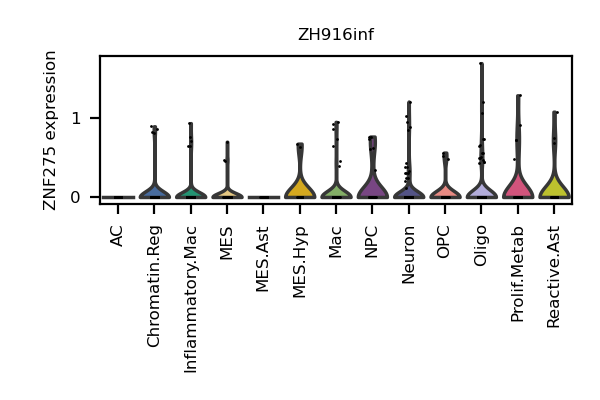 ZH916inf
ZNF275 expression
1
0
AC
Chromatin.Reg
Inflammatory.Mac
MES
MES.Ast
MES.Hyp
Mac
NPC
Neuron
OPC
Oligo
Prolif.Metab
Reactive.Ast